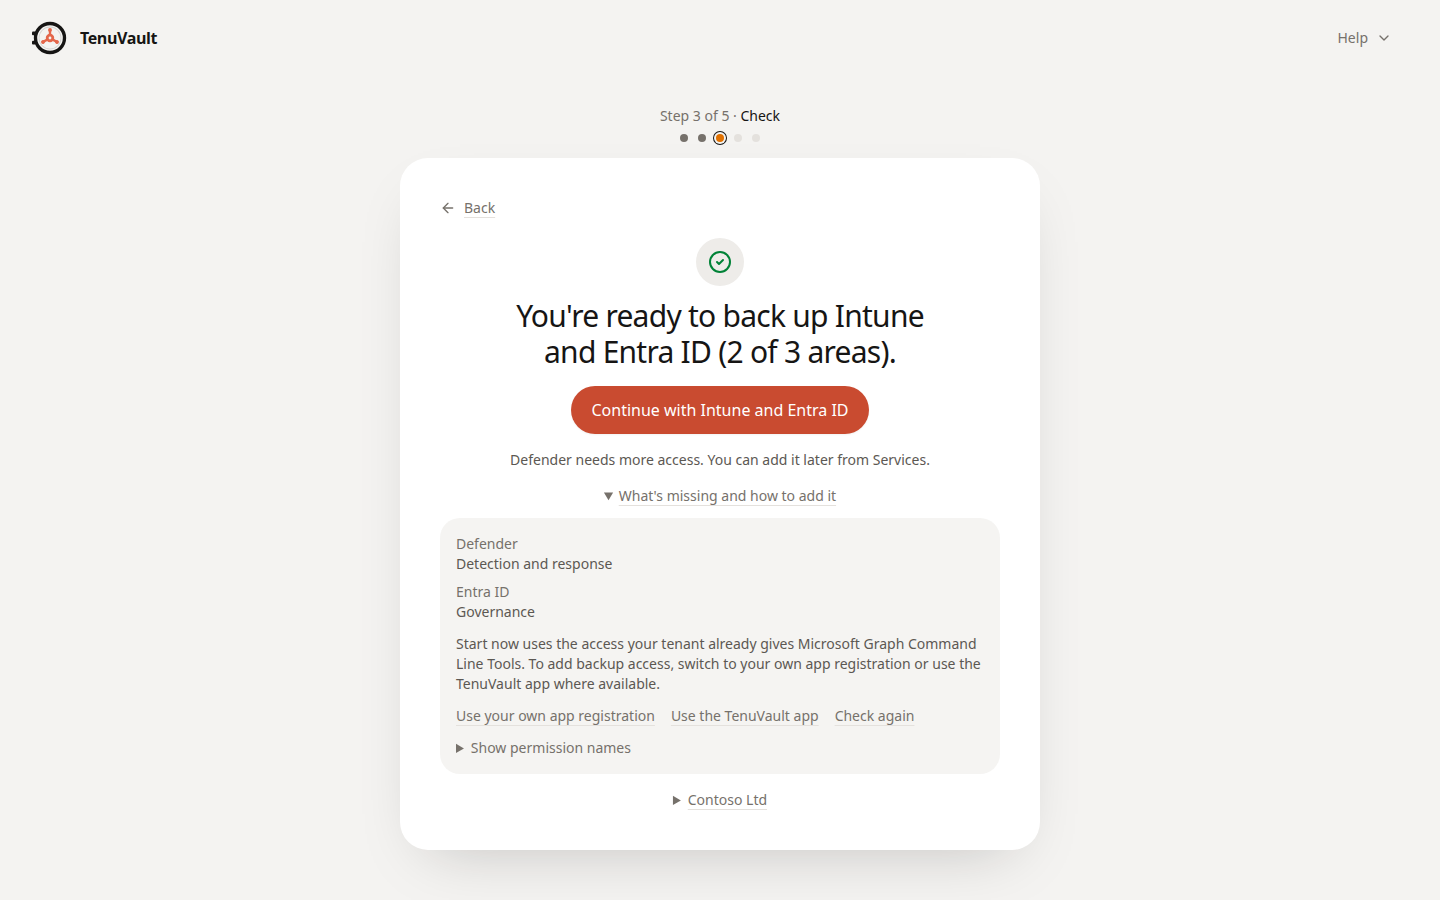 TenuVault
Help
Step 3 of 5 · Check
Back
You're ready to back up Intune
and Entra ID (2 of 3 areas).
Continue with Intune and Entra ID
Defender needs more access. You can add it later from Services.
What's missing and how to add it
Defender
Detection and response
Entra ID
Governance
Start now uses the access your tenant already gives Microsoft Graph Command
Line Tools. To add backup access, switch to your own app registration or use the
TenuVault app where available.
Use your own app registration Use the TenuVault app Check again
Show permission names
Contoso Ltd